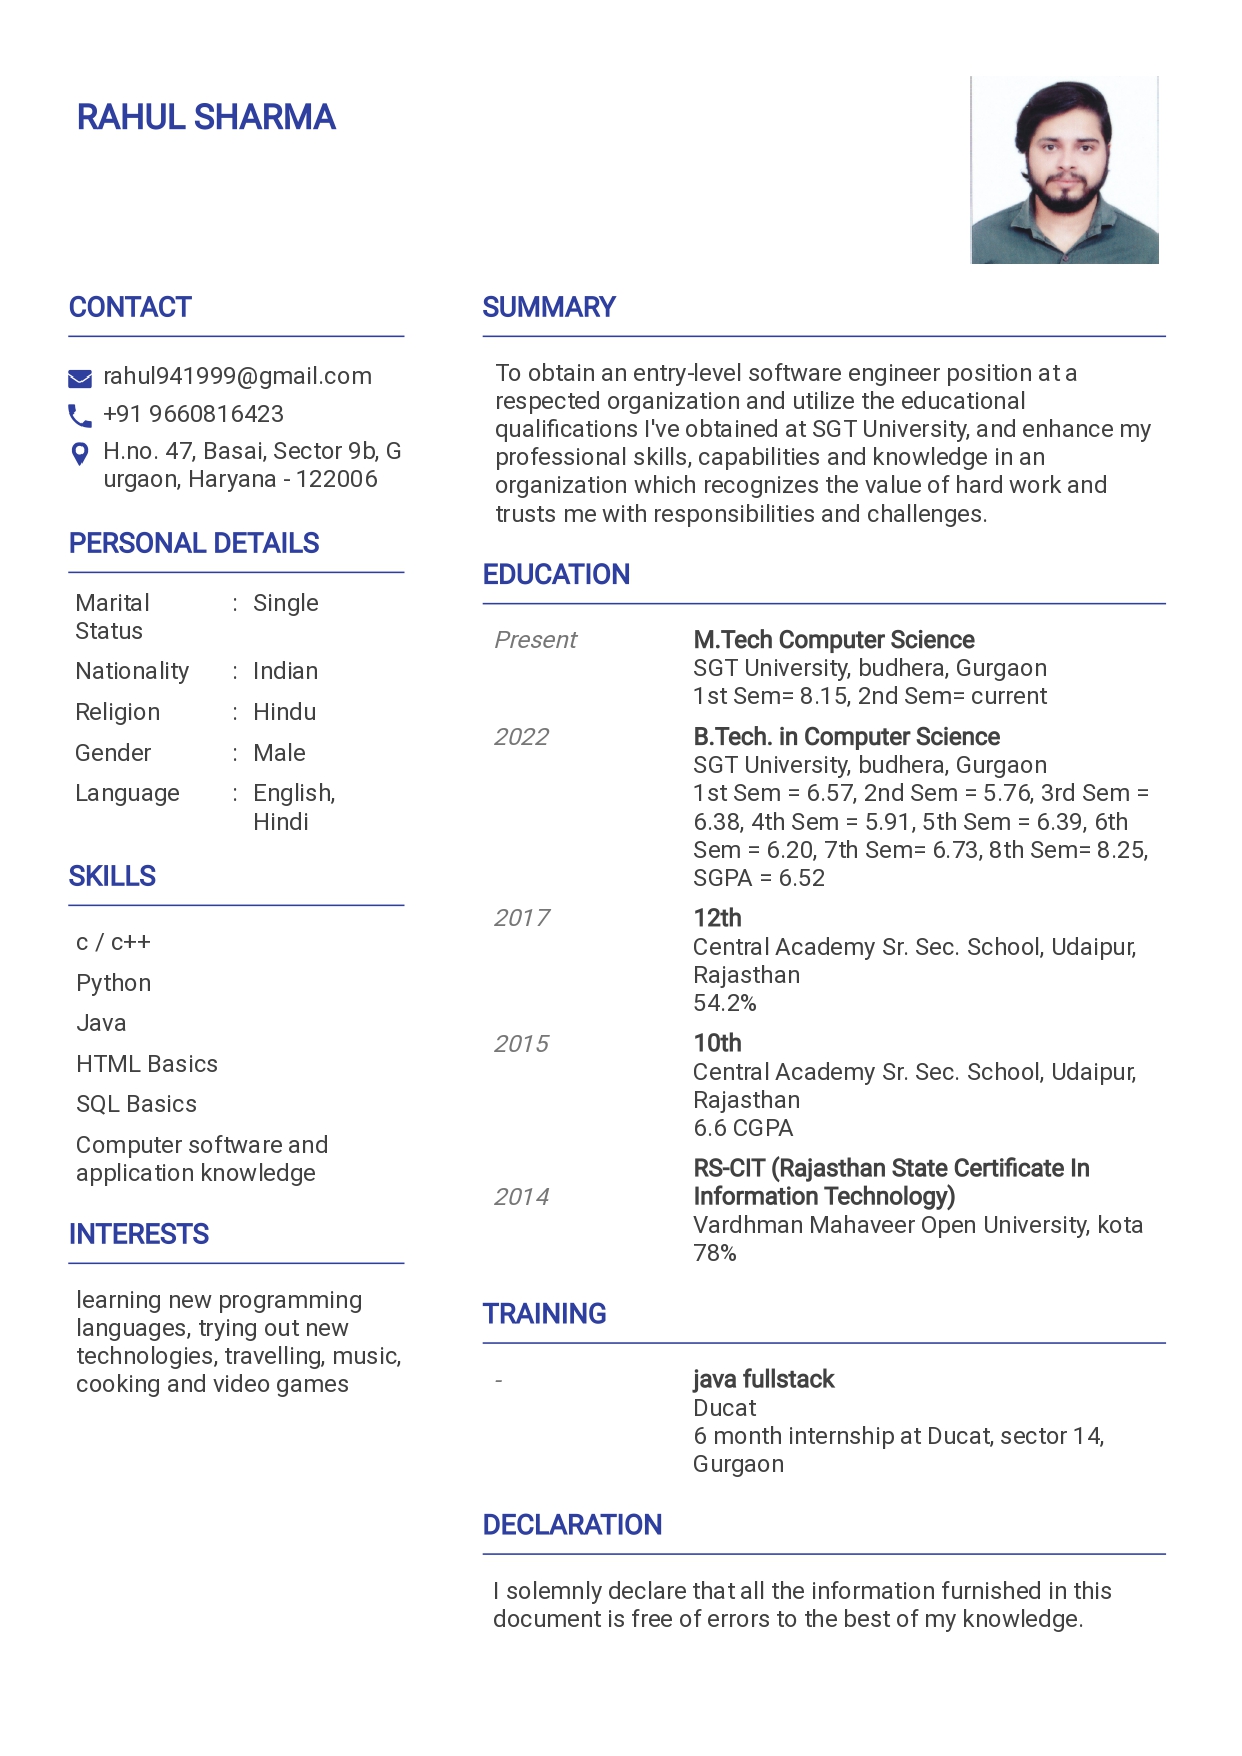 RAHUL SHARMA
CONTACT
rahul941999@gmail.com
+91 9660816423
H.no. 47, Basai, Sector 9b, G
urgaon, Haryana - 122006
PERSONAL DETAILS
Marital : Single
Status
Nationality : Indian
Religion : Hindu
Gender : Male
Language : English,
Hindi
SKILLS
c / c++
Python
Java
HTML Basics
SQL Basics
Computer software and
application knowledge
INTERESTS
learning new programming
languages, trying out new
technologies, travelling, music,
cooking and video games
SUMMARY
To obtain an entry-level software engineer position at a
respected organization and utilize the educational
qualifications I've obtained at SGT University, and enhance my
professional skills, capabilities and knowledge in an
organization which recognizes the value of hard work and
trusts me with responsibilities and challenges.
EDUCATION
Present M.Tech Computer Science
SGT University, budhera, Gurgaon
1st Sem= 8.15, 2nd Sem= current
2022 B.Tech. in Computer Science
SGT University, budhera, Gurgaon
1st Sem = 6.57, 2nd Sem = 5.76, 3rd Sem =
6.38, 4th Sem = 5.91, 5th Sem = 6.39, 6th
Sem = 6.20, 7th Sem= 6.73, 8th Sem= 8.25,
SGPA = 6.52
2017 12th
Central Academy Sr. Sec. School, Udaipur,
Rajasthan
54.2%
2015 10th
Central Academy Sr. Sec. School, Udaipur,
Rajasthan
6.6 CGPA
RS-CIT (Rajasthan State Certificate In
2014 Information Technology)
Vardhman Mahaveer Open University, kota
78%
TRAINING
- java fullstack
Ducat
6 month internship at Ducat, sector 14,
Gurgaon
DECLARATION
I solemnly declare that all the information furnished in this
document is free of errors to the best of my knowledge.